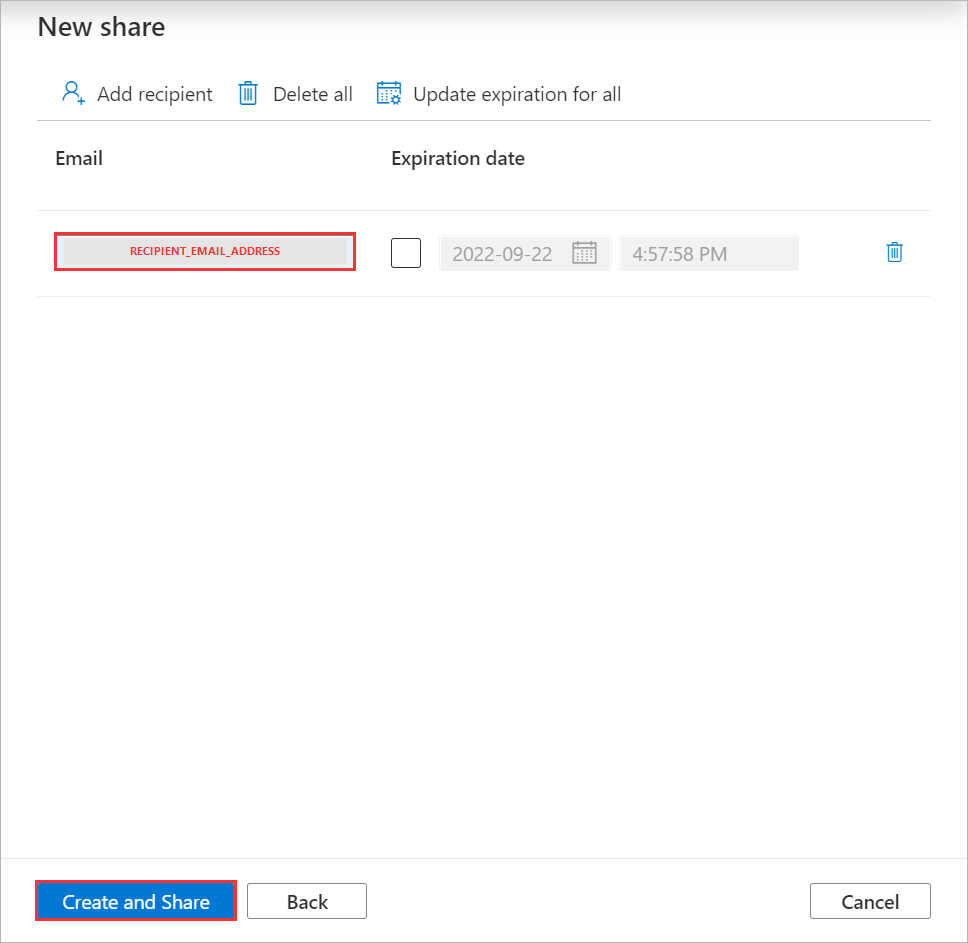 New share
Add recipient Delete all Update expiration for all
Email Expiration date
RECIPIENT_EMAIL_ADDRESS 2022-09-22 4:57:58 PM
Create and Share Back Cancel